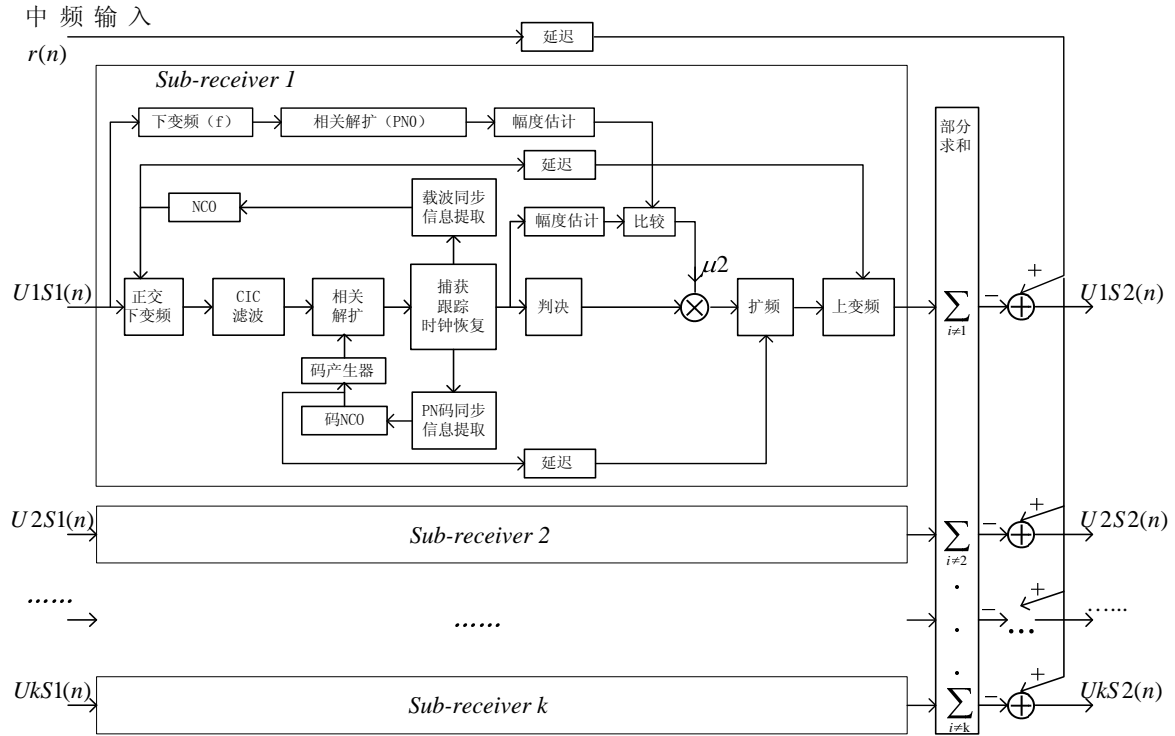 中 频 输 入
r(n)
延迟
Sub-receiver 1
下变频（f）
相关解扩（PN0）
幅度估计
部分
求和
延迟
NCO
载波同步
信息提取
幅度估计
比较
μ2
U1S1(n)
正交
下变频
CIC
滤波
相关
解扩
捕获
跟踪
时钟恢复
判决
扩频
上变频
∑
i≠1
−
+
U1S2(n)
码产生器
码NCO
PN码同步
信息提取
延迟
U2S1(n)
Sub-receiver 2
∑
i≠2
−
+
U2S2(n)
......
......
−
...
+
......
UkS1(n)
Sub-receiver k
∑
i≠k
−
+
UkS2(n)